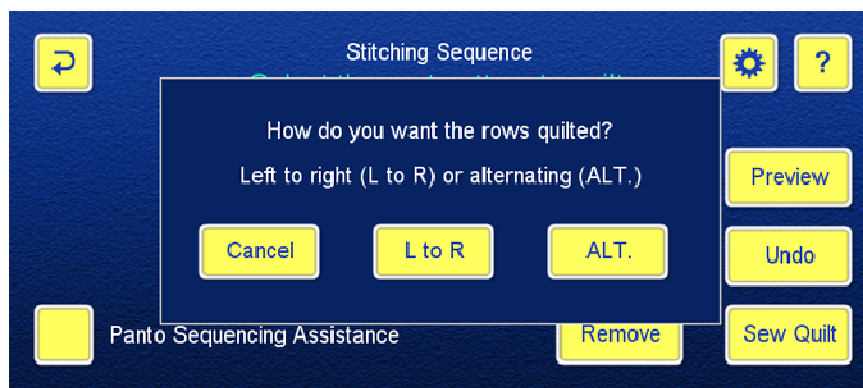 Stitching Sequence
?
How do you want the rows quilted?
Left to right (L to R) or alternating (ALT.)
Cancel
L to R
ALT.
Preview
Undo
Panto Sequencing Assistance
Remove
Sew Quilt